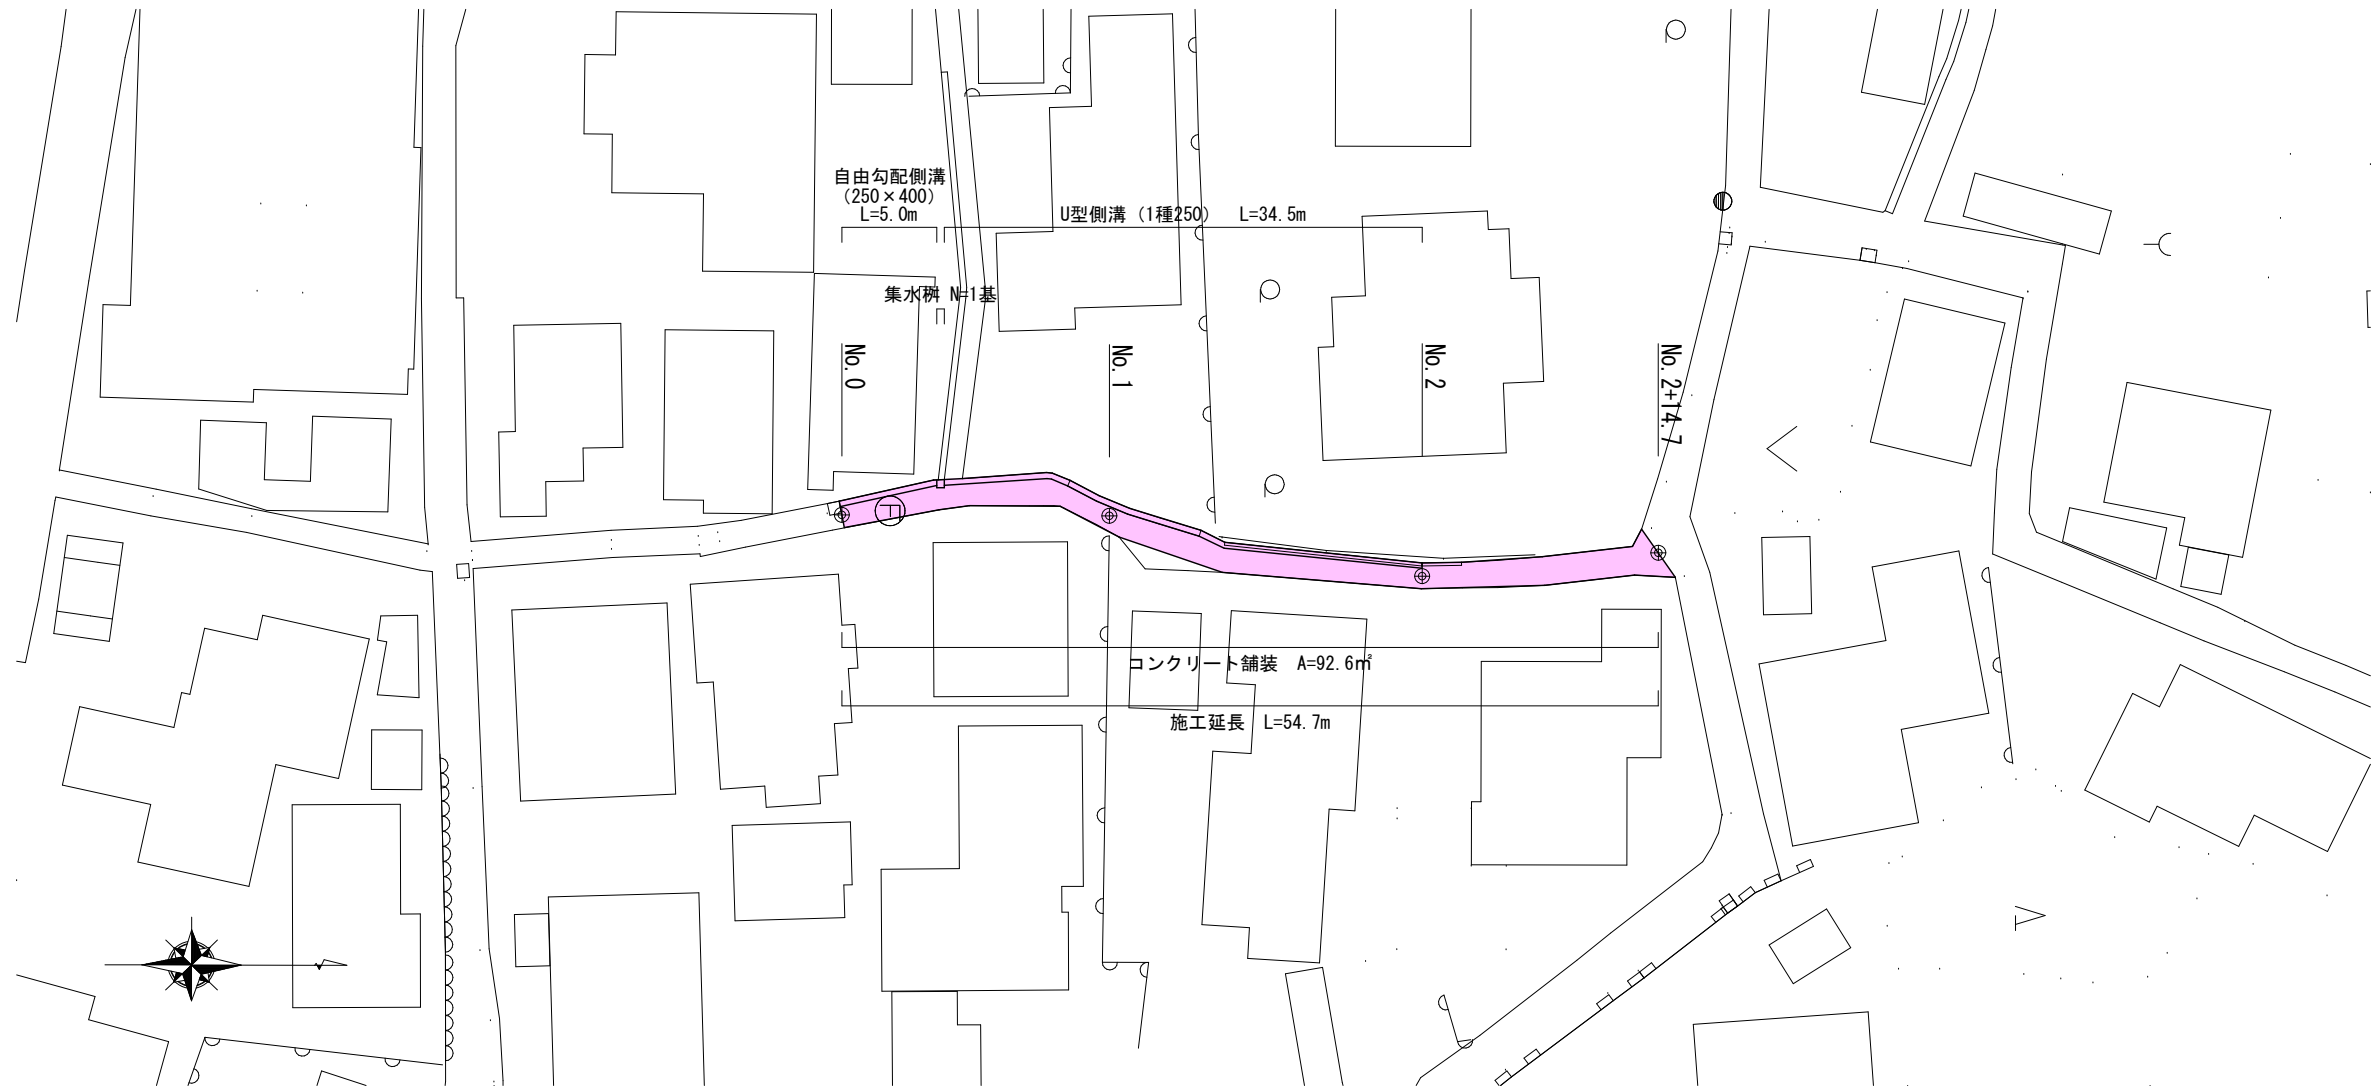 自由勾配側溝
（250×400）
L=5.0m
U型側溝（1種250）　L=34.5m
集水桝 N=1基
No.0
No.1
No.2
No.2+14.7
コンクリート舗装　A=92.6㎡
施工延長　L=54.7m